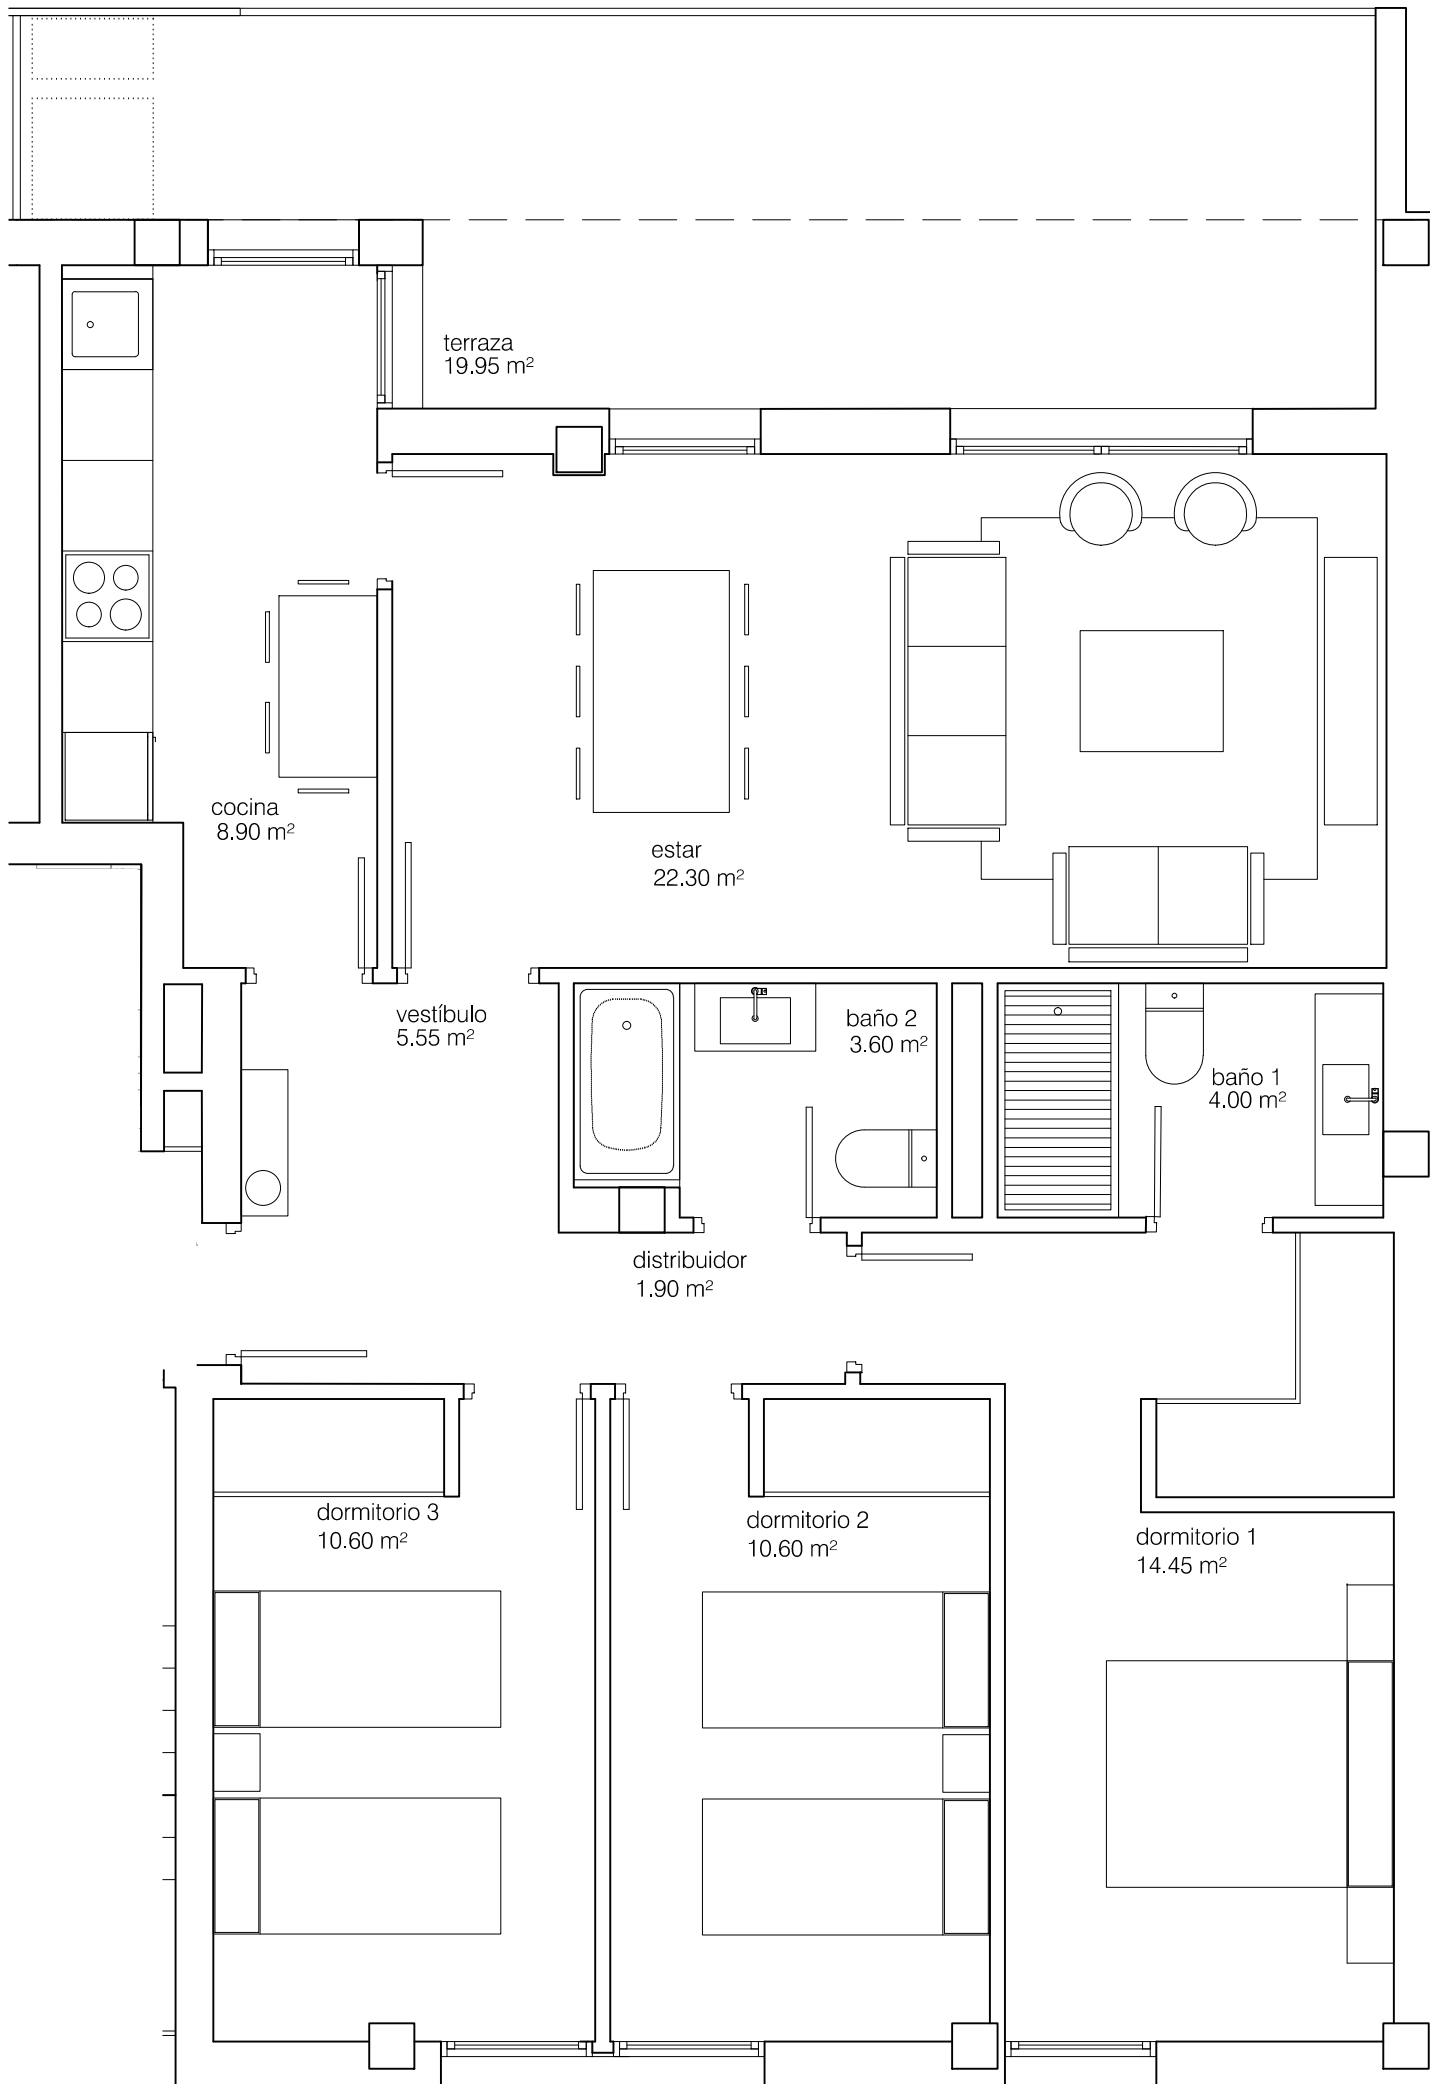 terraza
19.95 m²
cocina
8.90 m²
estar
22.30 m²
vestíbulo
5.55 m²
baño 2
3.60 m²
baño 1
4.00 m²
distribuidor
1.90 m²
dormitorio 3
10.60 m²
dormitorio 2
10.60 m²
dormitorio 1
14.45 m²